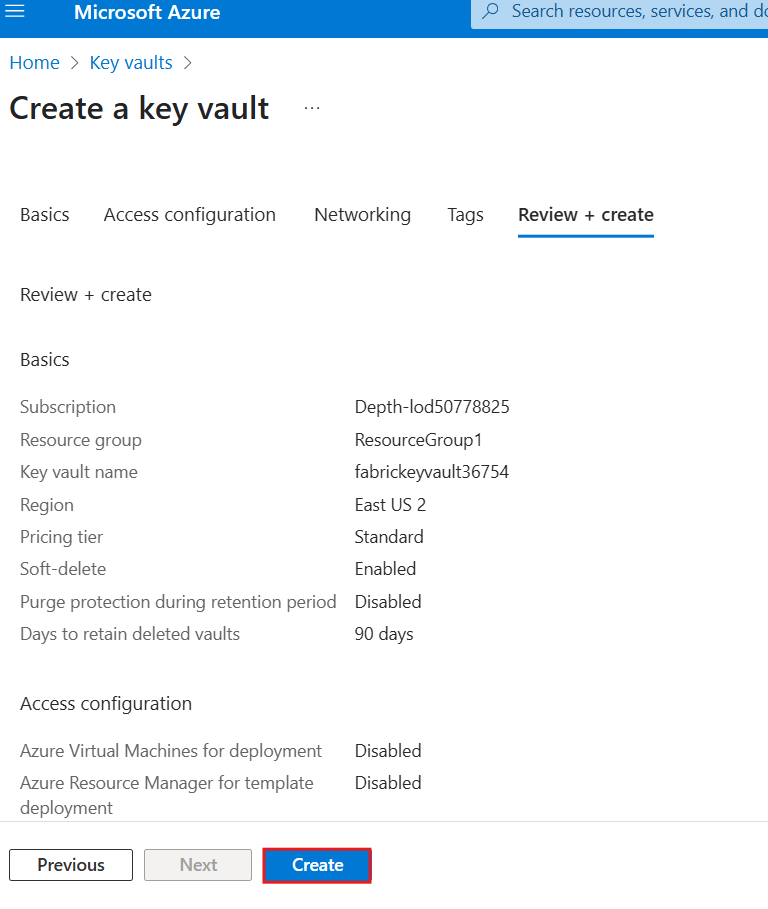 Microsoft Azure
Search resources, services, and do
Home > Key vaults >
Create a key vault ...
Basics Access configuration Networking Tags Review + create
Review + create
Basics
Subscription Depth-lod50778825
Resource group ResourceGroup1
Key vault name fabrickeyvault36754
Region East US 2
Pricing tier Standard
Soft-delete Enabled
Purge protection during retention period Disabled
Days to retain deleted vaults 90 days
Access configuration
Azure Virtual Machines for deployment Disabled
Azure Resource Manager for template Disabled
deployment
Previous Next Create